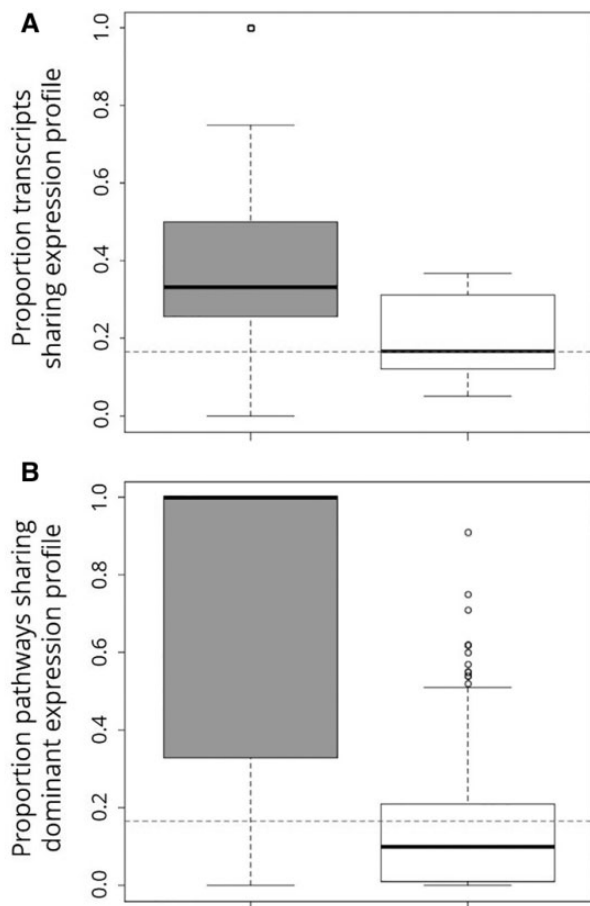 A
Proportion transcripts
sharing expression profile
1.0
0.8
0.6
0.4
0.2
0.0
B
Proportion pathways sharing
dominant expression profile
1.0
0.8
0.6
0.4
0.2
0.0